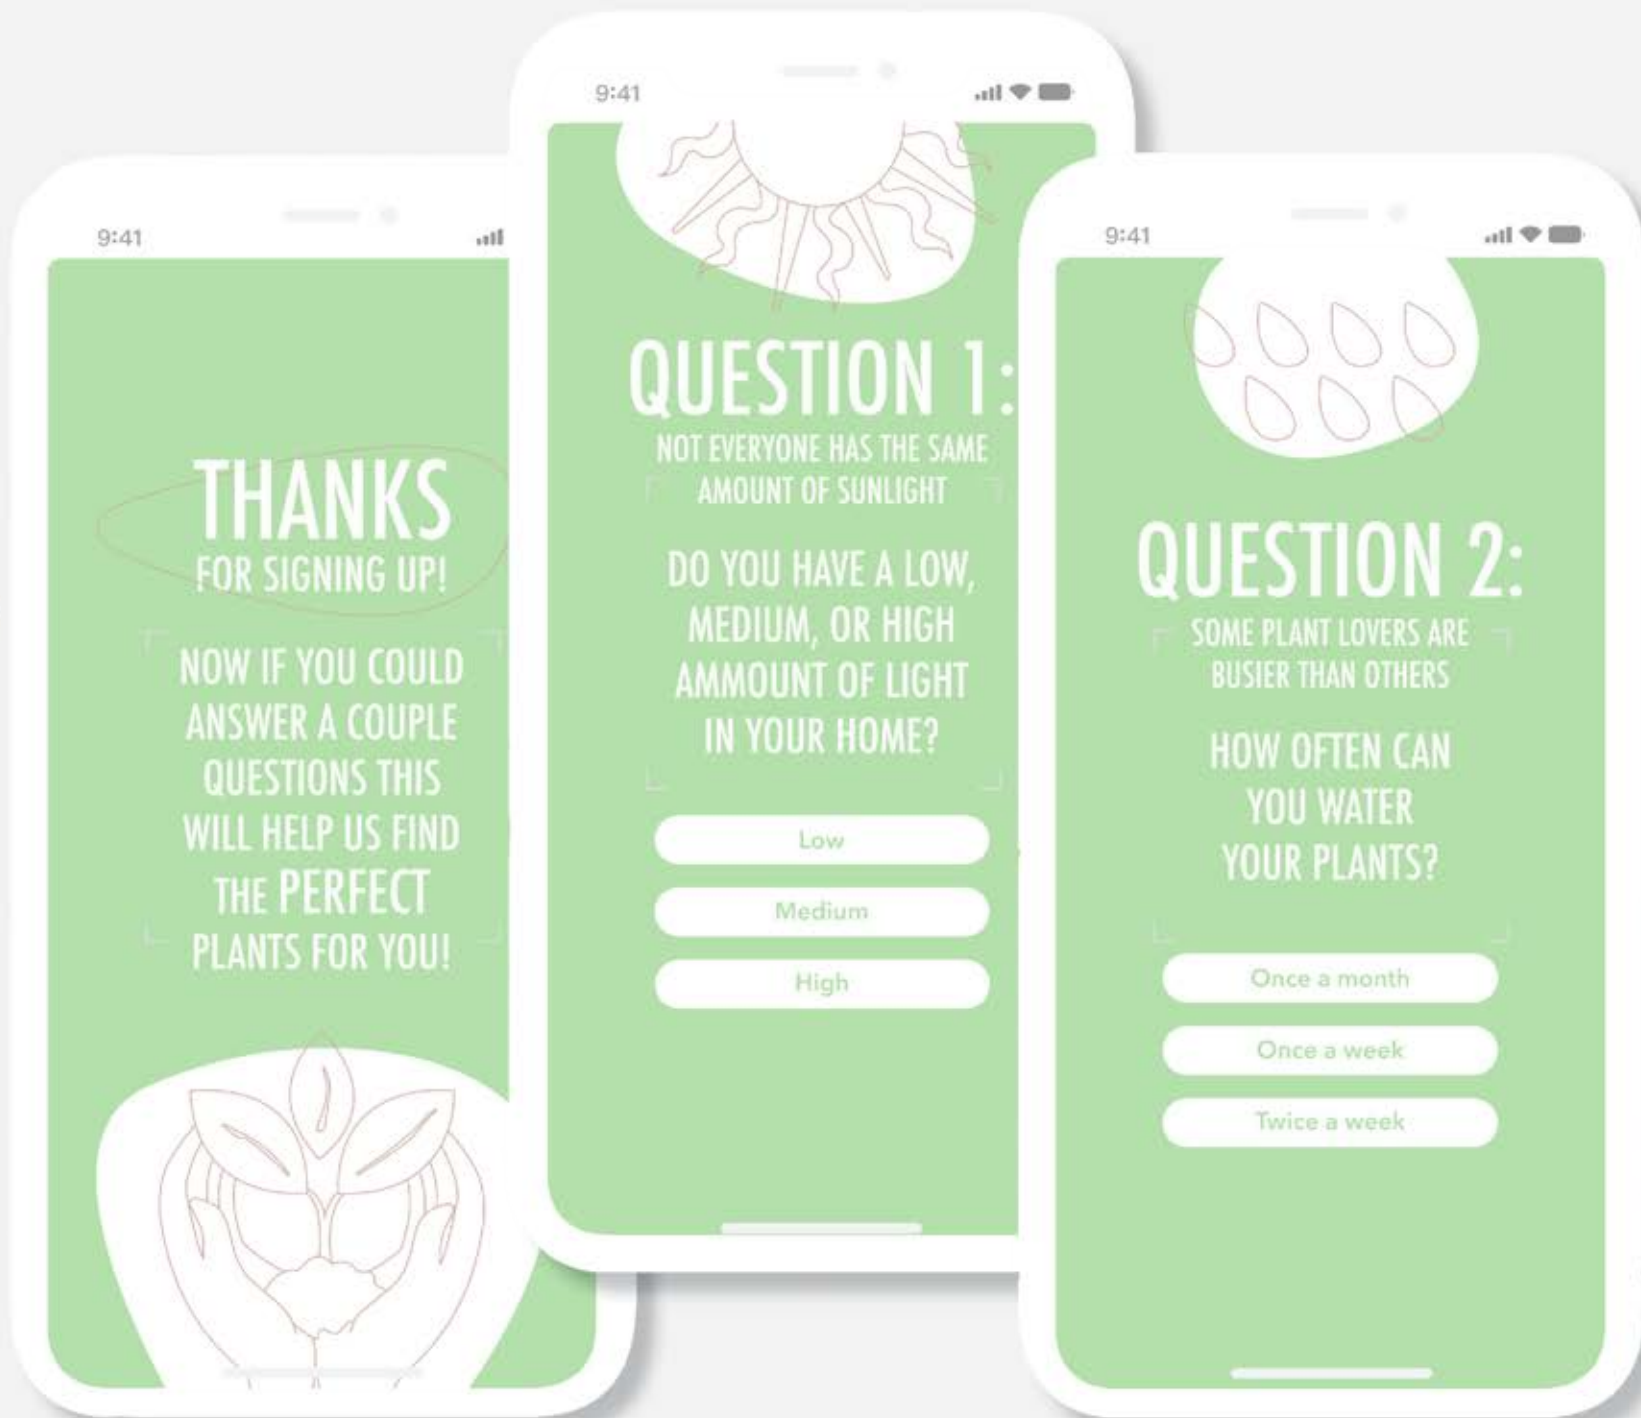 9:41
THANKS
FOR SIGNING UP!
NOW IF YOU COULD
ANSWER A COUPLE
QUESTIONS THIS
WILL HELP US FIND
THE PERFECT
PLANTS FOR YOU!
9:41
QUESTION 1:
NOT EVERYONE HAS THE SAME
AMOUNT OF SUNLIGHT
DO YOU HAVE A LOW,
MEDIUM, OR HIGH
AMMOUNT OF LIGHT
IN YOUR HOME?
Low
Medium
High
9:41
QUESTION 2:
SOME PLANT LOVERS ARE
BUSIER THAN OTHERS
HOW OFTEN CAN
YOU WATER
YOUR PLANTS?
Once a month
Once a week
Twice a week